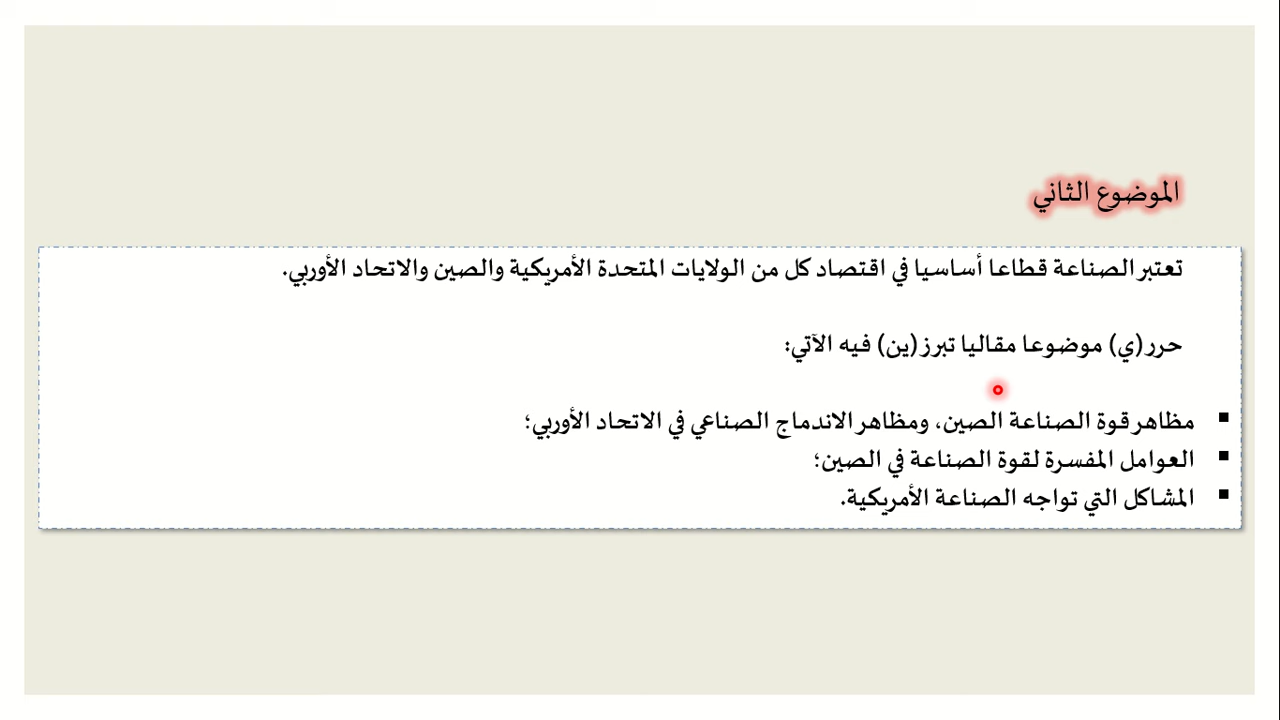 الموضوع الثاني
تعتبر الصناعة قطاعا أساسيا في اقتصاد كل من الولايات المتحدة الأمريكية والصين والاتحاد الأوربي.
حرر(ي) موضوعا مقاليا تبرز(ين) فيه الآتي:
▪ مظاهر قوة الصناعة الصين، ومظاهر الاندماج الصناعي في الاتحاد الأوربي؛
▪ العوامل المفسرة لقوة الصناعة في الصين؛
▪ المشاكل التي تواجه الصناعة الأمريكية.